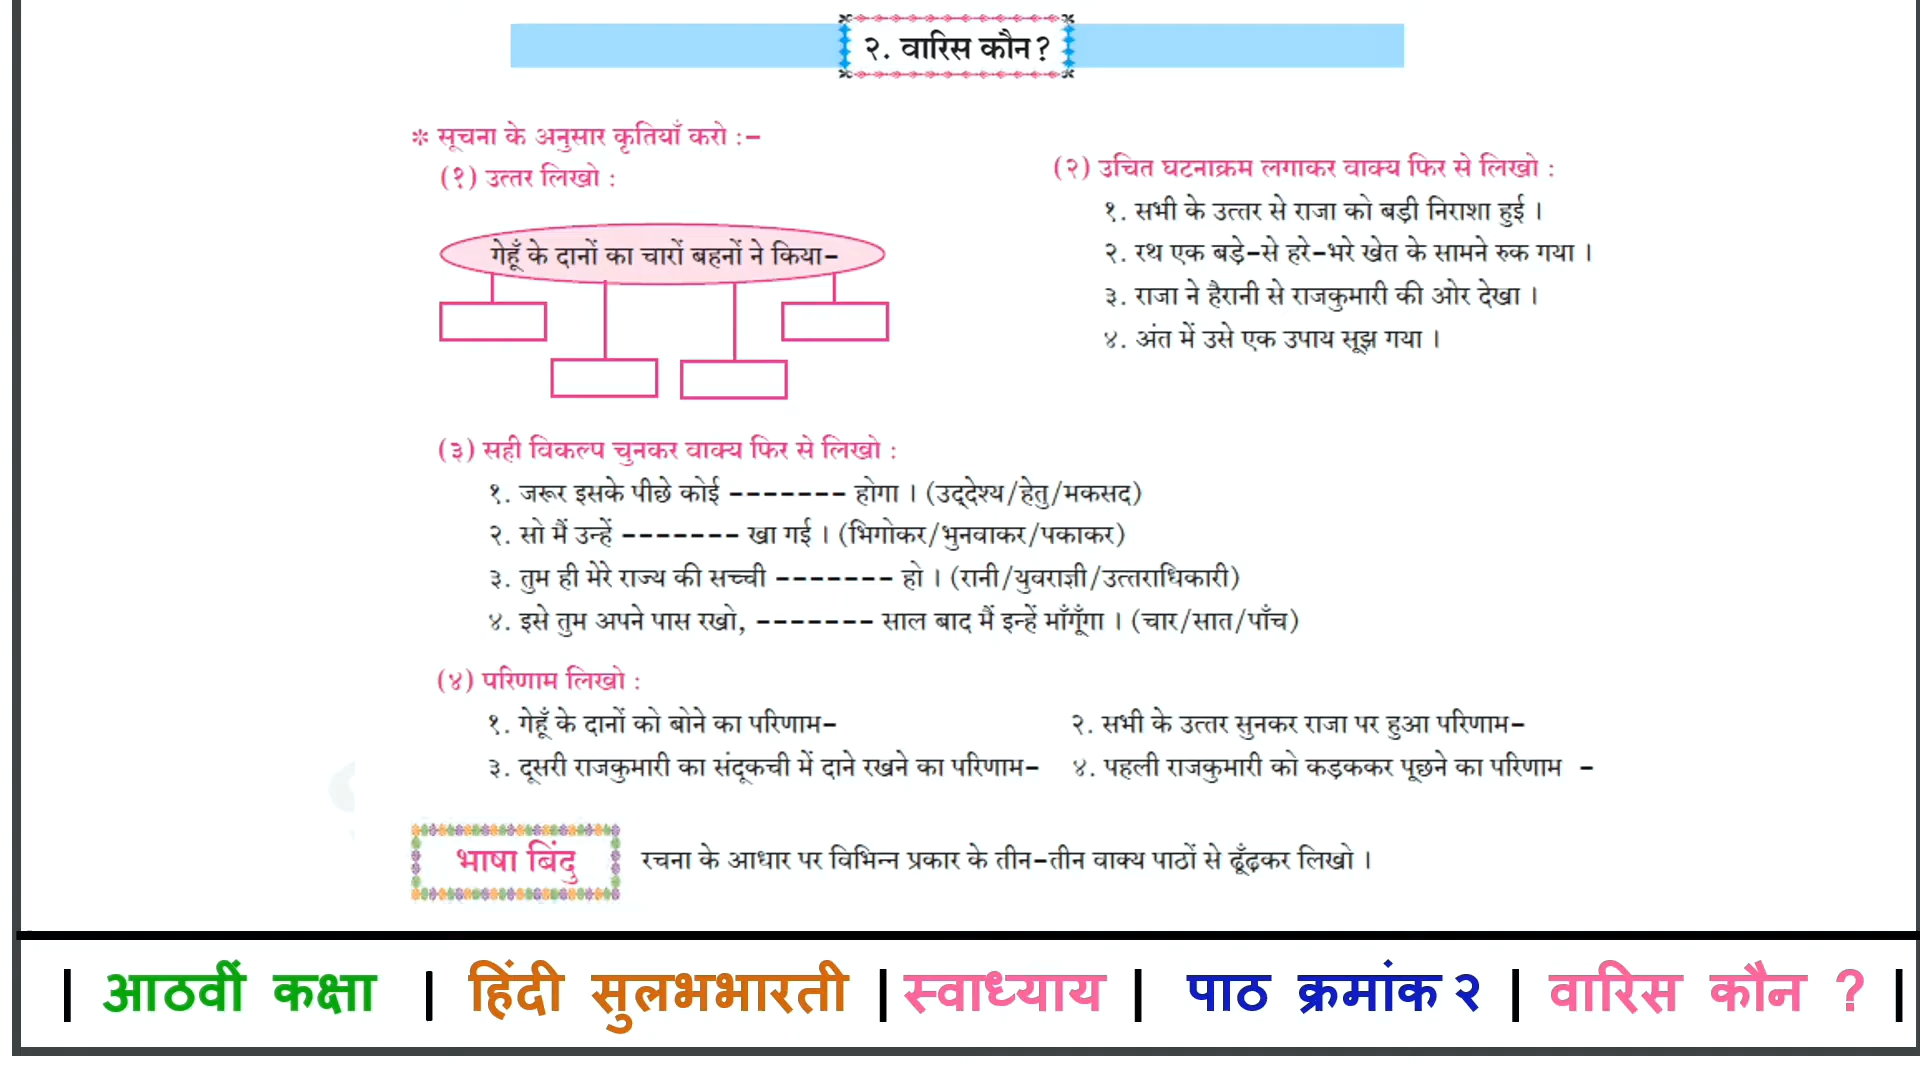 २. वारिस कौन?
* सूचना के अनुसार कृतियाँ करो :-
(१) उत्तर लिखो :
गेहूँ के दानों का चारों बहनों ने किया-
(२) उचित घटनाक्रम लगाकर वाक्य फिर से लिखो :
१. सभी के उत्तर से राजा को बड़ी निराशा हुई ।
२. रथ एक बड़े-से हरे-भरे खेत के सामने रुक गया ।
३. राजा ने हैरानी से राजकुमारी की ओर देखा ।
४. अंत में उसे एक उपाय सूझ गया ।
(३) सही विकल्प चुनकर वाक्य फिर से लिखो :
१. जरूर इसके पीछे कोई ------- होगा । (उद्‌देश्य/हेतु/मकसद)
२. सो मैं उन्हें ------- खा गई । (भिगोकर/भुनवाकर/पकाकर)
३. तुम ही मेरे राज्य की सच्ची ------- हो । (रानी/युवराज्ञी/उत्तराधिकारी)
४. इसे तुम अपने पास रखो, ------- साल बाद मैं इन्हें माँगूँगा । (चार/सात/पाँच)
(४) परिणाम लिखो :
१. गेहूँ के दानों को बोने का परिणाम-
२. सभी के उत्तर सुनकर राजा पर हुआ परिणाम-
३. दूसरी राजकुमारी का संदूकची में दाने रखने का परिणाम-
४. पहली राजकुमारी को कड़ककर पूछने का परिणाम -
भाषा बिंदु
रचना के आधार पर विभिन्न प्रकार के तीन-तीन वाक्य पाठों से ढूँढ़कर लिखो ।
| आठवीं कक्षा | हिंदी सुलभभारती | स्वाध्याय | पाठ क्रमांक २ | वारिस कौन ? |